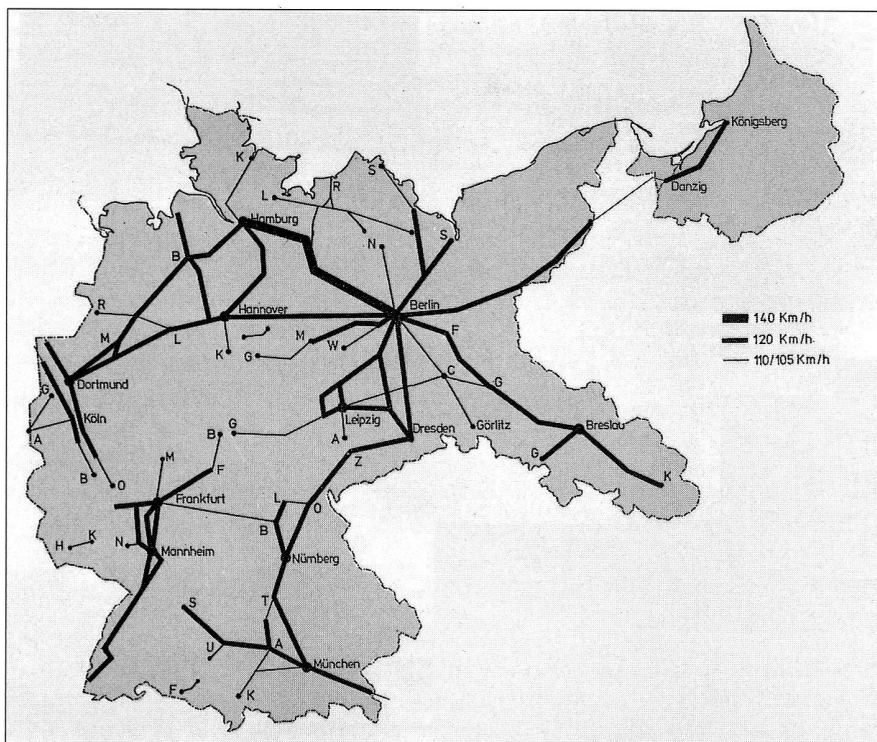 Königsberg
Danzig
K
S
R
L
Hamburg
N
S
B
Hannover
Berlin
140 Km/h
R
F
M
120 Km/h.
M
L
W
K
G
110/105 Km/h.
Dortmund
C
G
G
Köln
Leipzig
Görlitz
Breslau
A
B
G
A
Dresden
G
B
O
M
F
Z
K
Frankfurt
L
O
B
H
K
N
Mannheim
Nürnberg
T
S
U
A
München
F
K